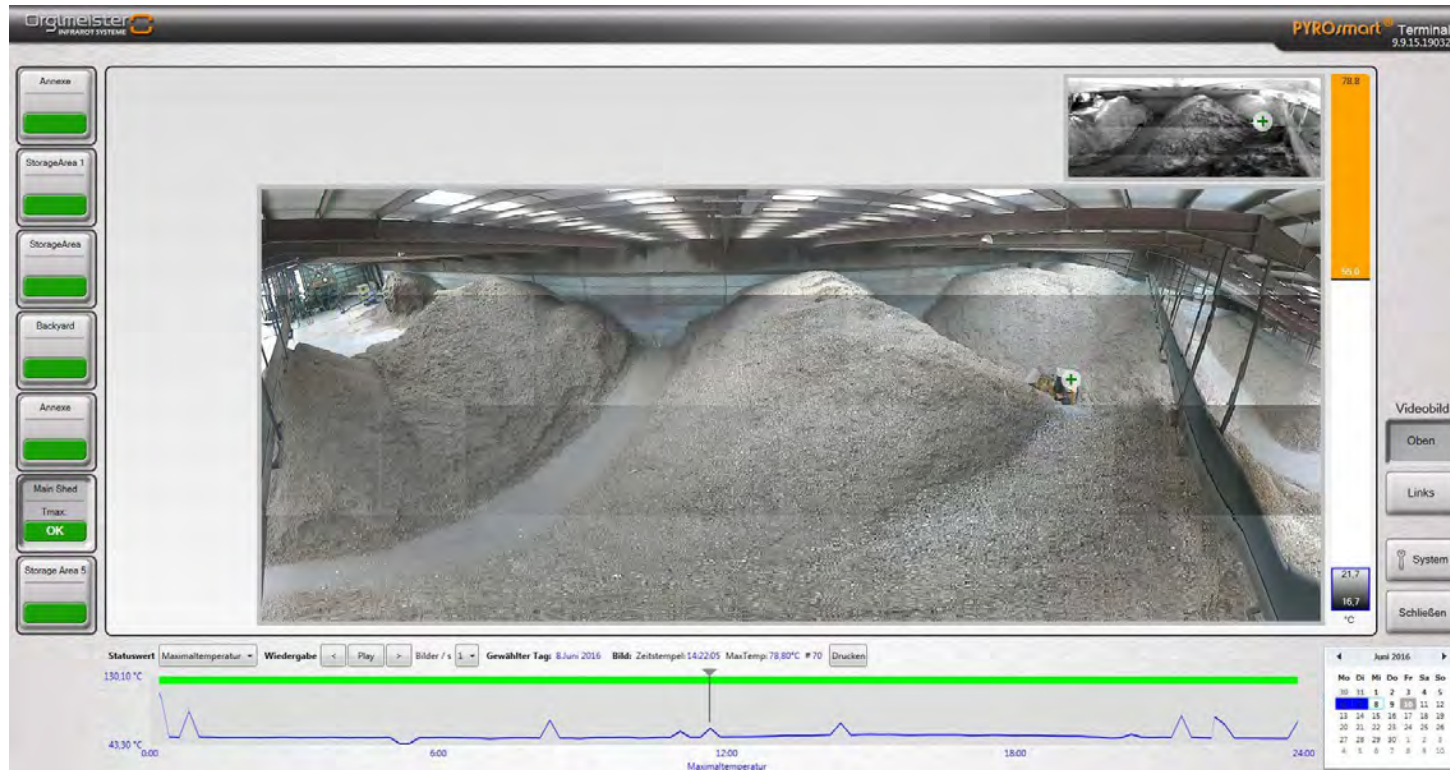 Orglmeister
INFRAROT SYSTEME
PYROsmart® Terminal
9.9.15.19032
Annexe
StorageArea 1
StorageArea
Backyard
Annexe
Main Shed
Tmax:
OK
Storage Area 5
78.8
55,0
21,7
16,7
°C
Videobild
Oben
Links
System
Schließen
Statuswert Maximaltemperatur Wiedergabe < Play > Bilder / s 1 Gewählter Tag: 8.Juni 2016 Bild: Zeitstempel: 14:22:05 MaxTemp: 78,80°C # 70 Drucken
130,10 °C
43,30 °C
0:00 6:00 12:00 18:00 24:00
Maximaltemperatur
Juni 2016
Mo Di Mi Do Fr Sa So
30 31 1 2 3 4 5
8 9 10 11 12
13 14 15 16 17 18 19
20 21 22 23 24 25 26
27 28 29 30 1 2 3
4 5 6 7 8 9 10